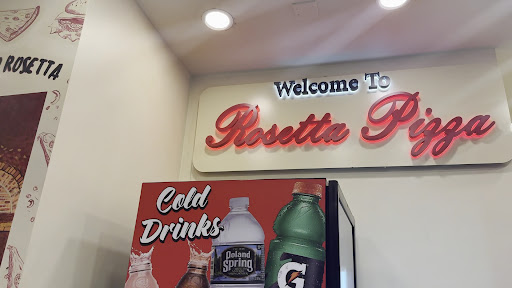 ROSETTA
Welcome To
Rosetta Pizza
Cold
Drinks
Poland
Spring
G